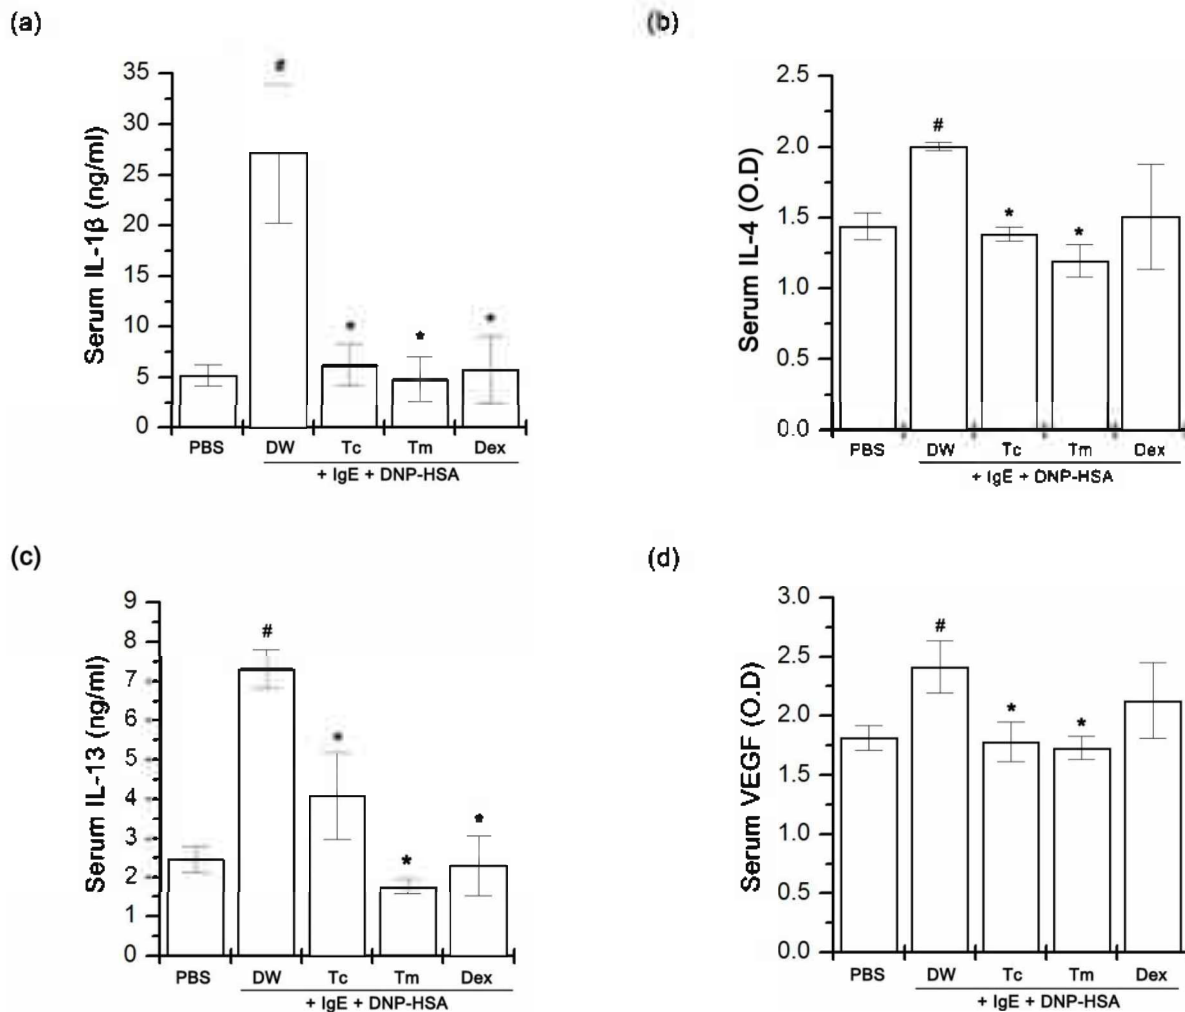 (a)
#
Serum IL-1β (ng/ml)
35
30
25
20
15
10
5
0
*
*
*
PBS DW Tc Tm Dex
+ IgE + DNP-HSA
(b)
#
Serum IL-4 (O.D)
2.5
2.0
1.5
1.0
0.5
0.0
*
*
PBS DW Tc Tm Dex
+ IgE + DNP-HSA
(c)
#
Serum IL-13 (ng/ml)
9
8
7
6
5
4
3
2
1
0
*
*
*
PBS DW Tc Tm Dex
+ IgE + DNP-HSA
(d)
#
Serum VEGF (O.D)
3.0
2.5
2.0
1.5
1.0
0.5
0.0
*
*
PBS DW Tc Tm Dex
+ IgE + DNP-HSA